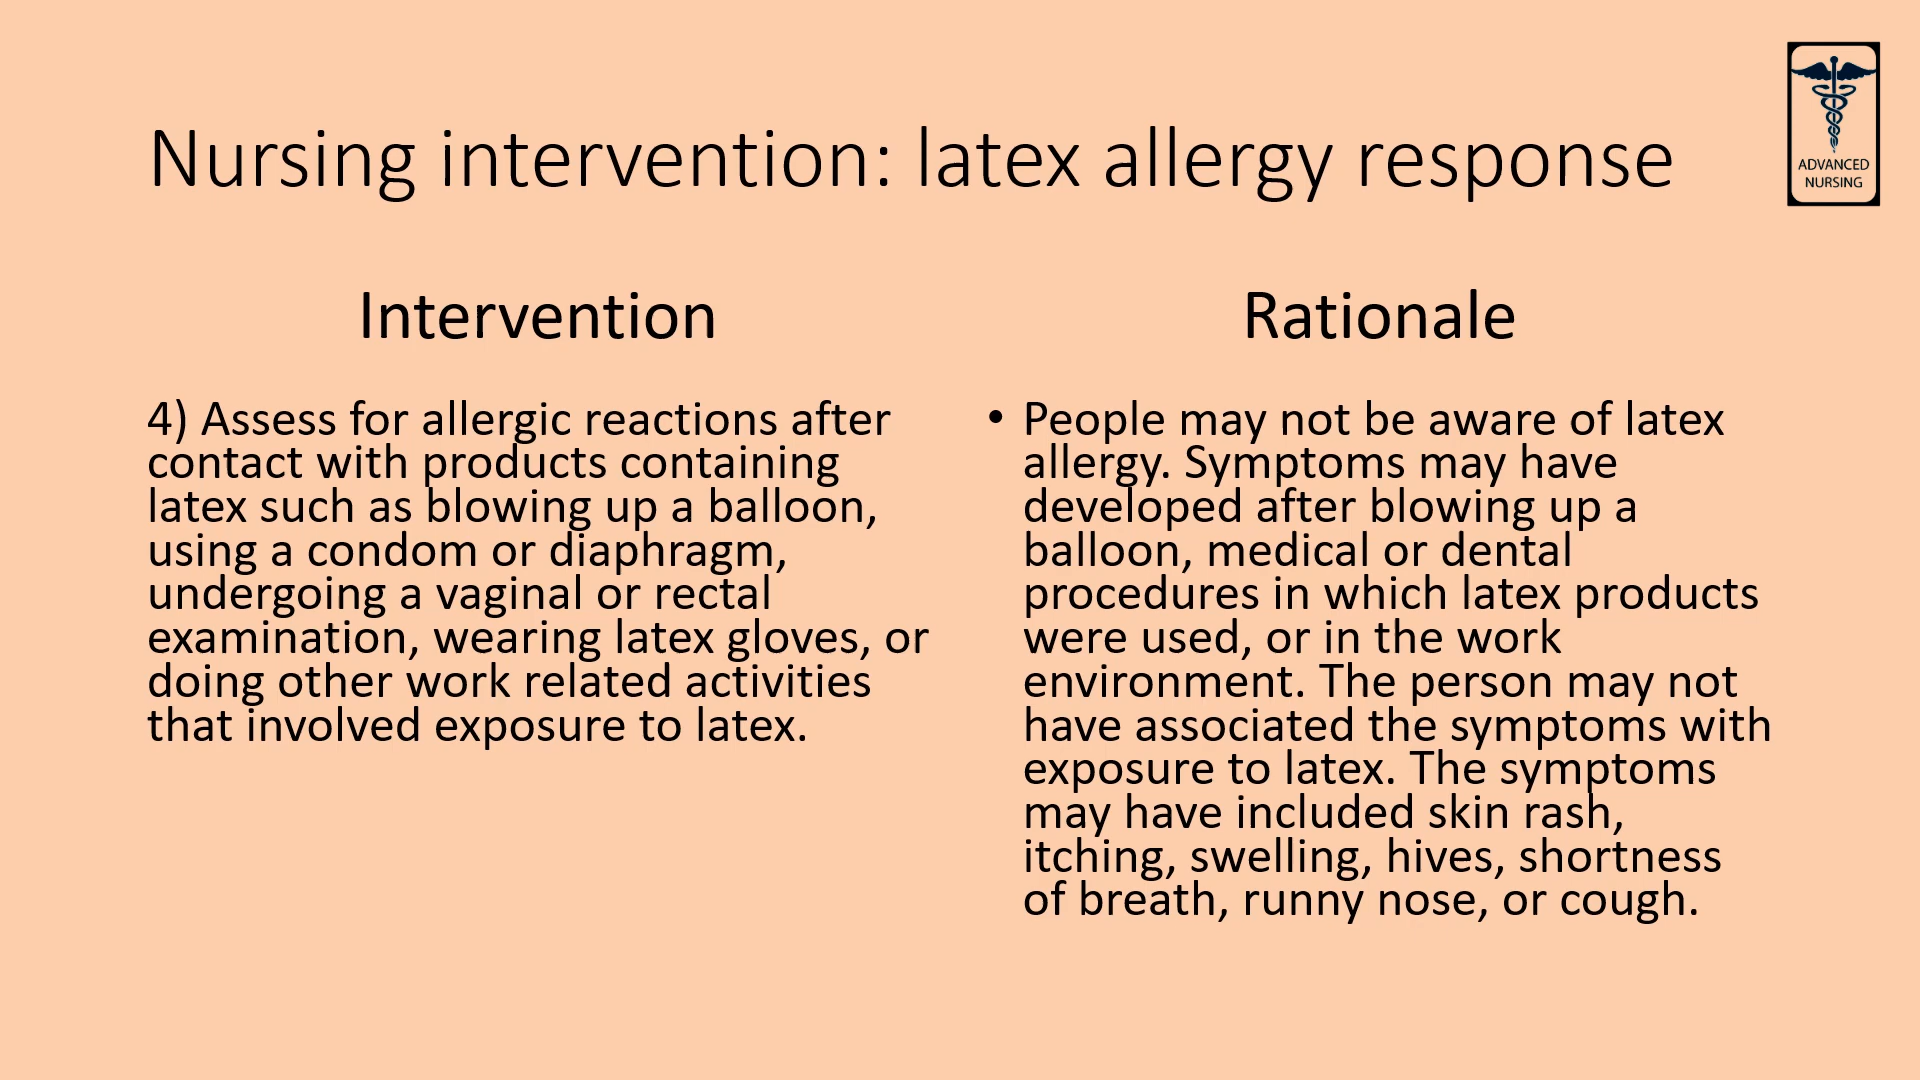 ADVANCED
NURSING
Nursing intervention: latex allergy response
Intervention
4) Assess for allergic reactions after
contact with products containing
latex such as blowing up a balloon,
using a condom or diaphragm,
undergoing a vaginal or rectal
examination, wearing latex gloves, or
doing other work related activities
that involved exposure to latex.
Rationale
• People may not be aware of latex
allergy. Symptoms may have
developed after blowing up a
balloon, medical or dental
procedures in which latex products
were used, or in the work
environment. The person may not
have associated the symptoms with
exposure to latex. The symptoms
may have included skin rash,
itching, swelling, hives, shortness
of breath, runny nose, or cough.